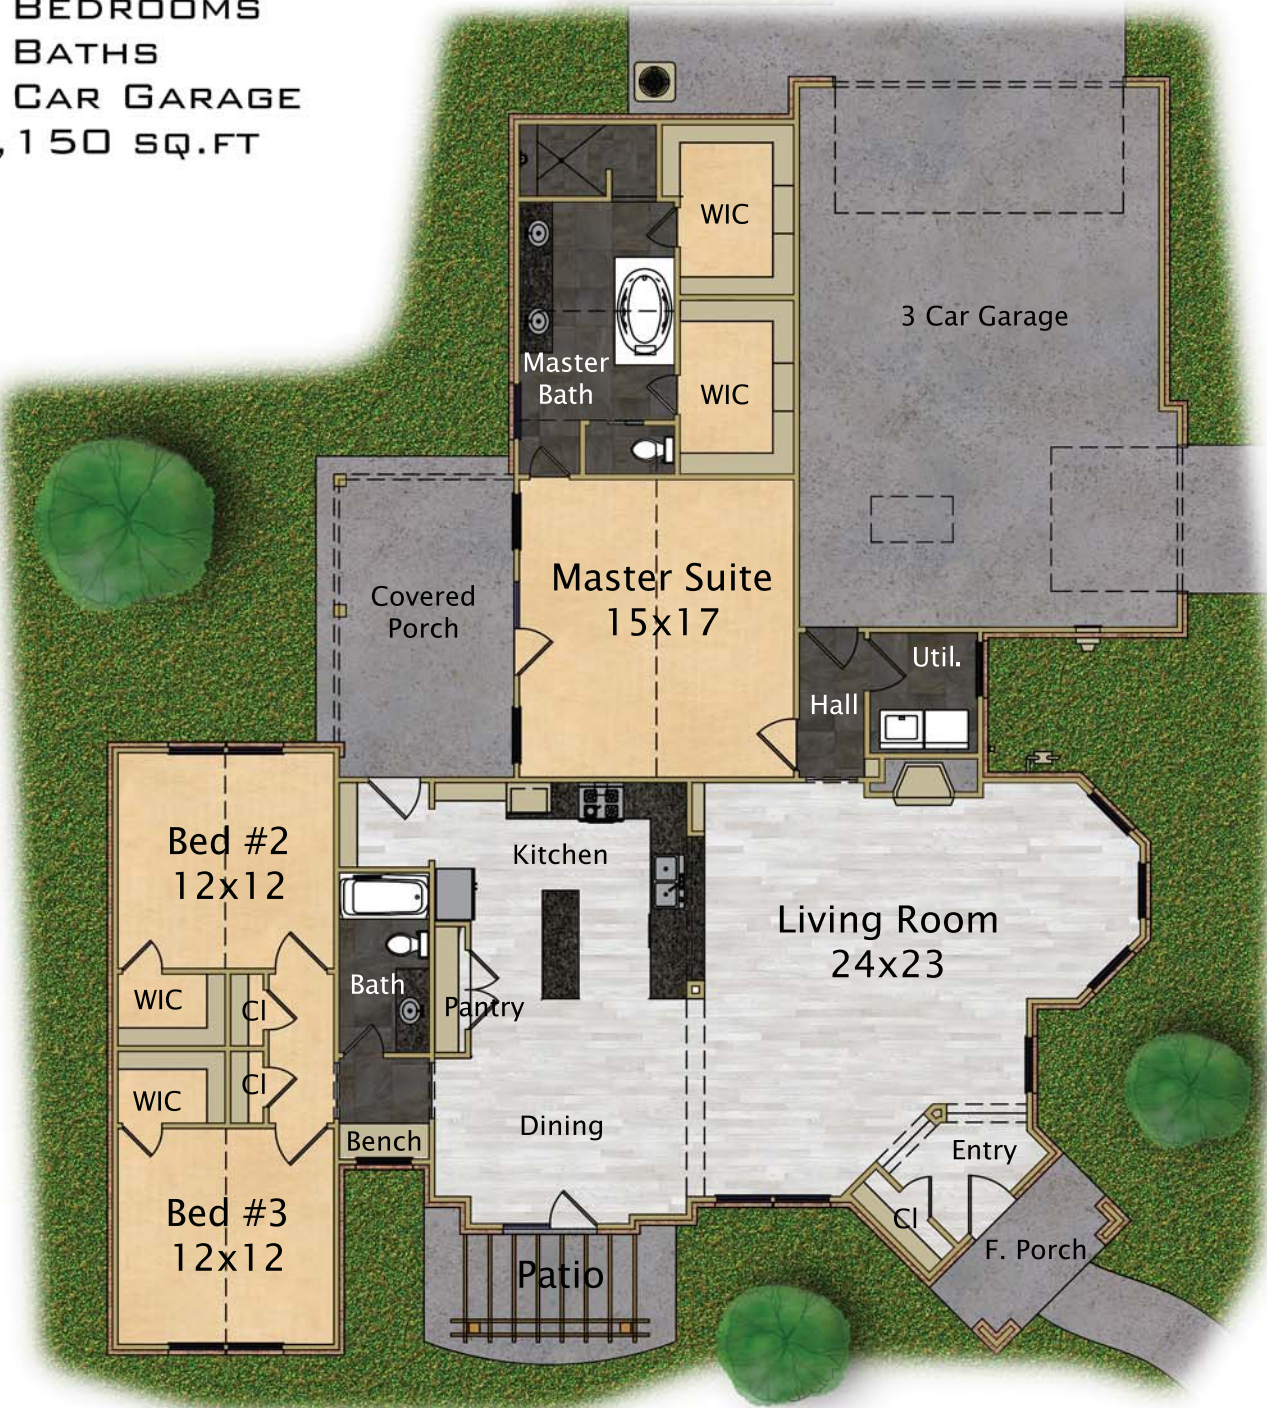 BEDROOMS
BATHS
CAR GARAGE
,150 SQ.FT
WIC
3 Car Garage
Master
Bath
WIC
Master Suite
15x17
Covered
Porch
Util.
Hall
Bed #2
12x12
Kitchen
Living Room
24x23
Bath
WIC
Cl
Pantry
Cl
WIC
Dining
Bench
Entry
Bed #3
12x12
Cl
F. Porch
Patio